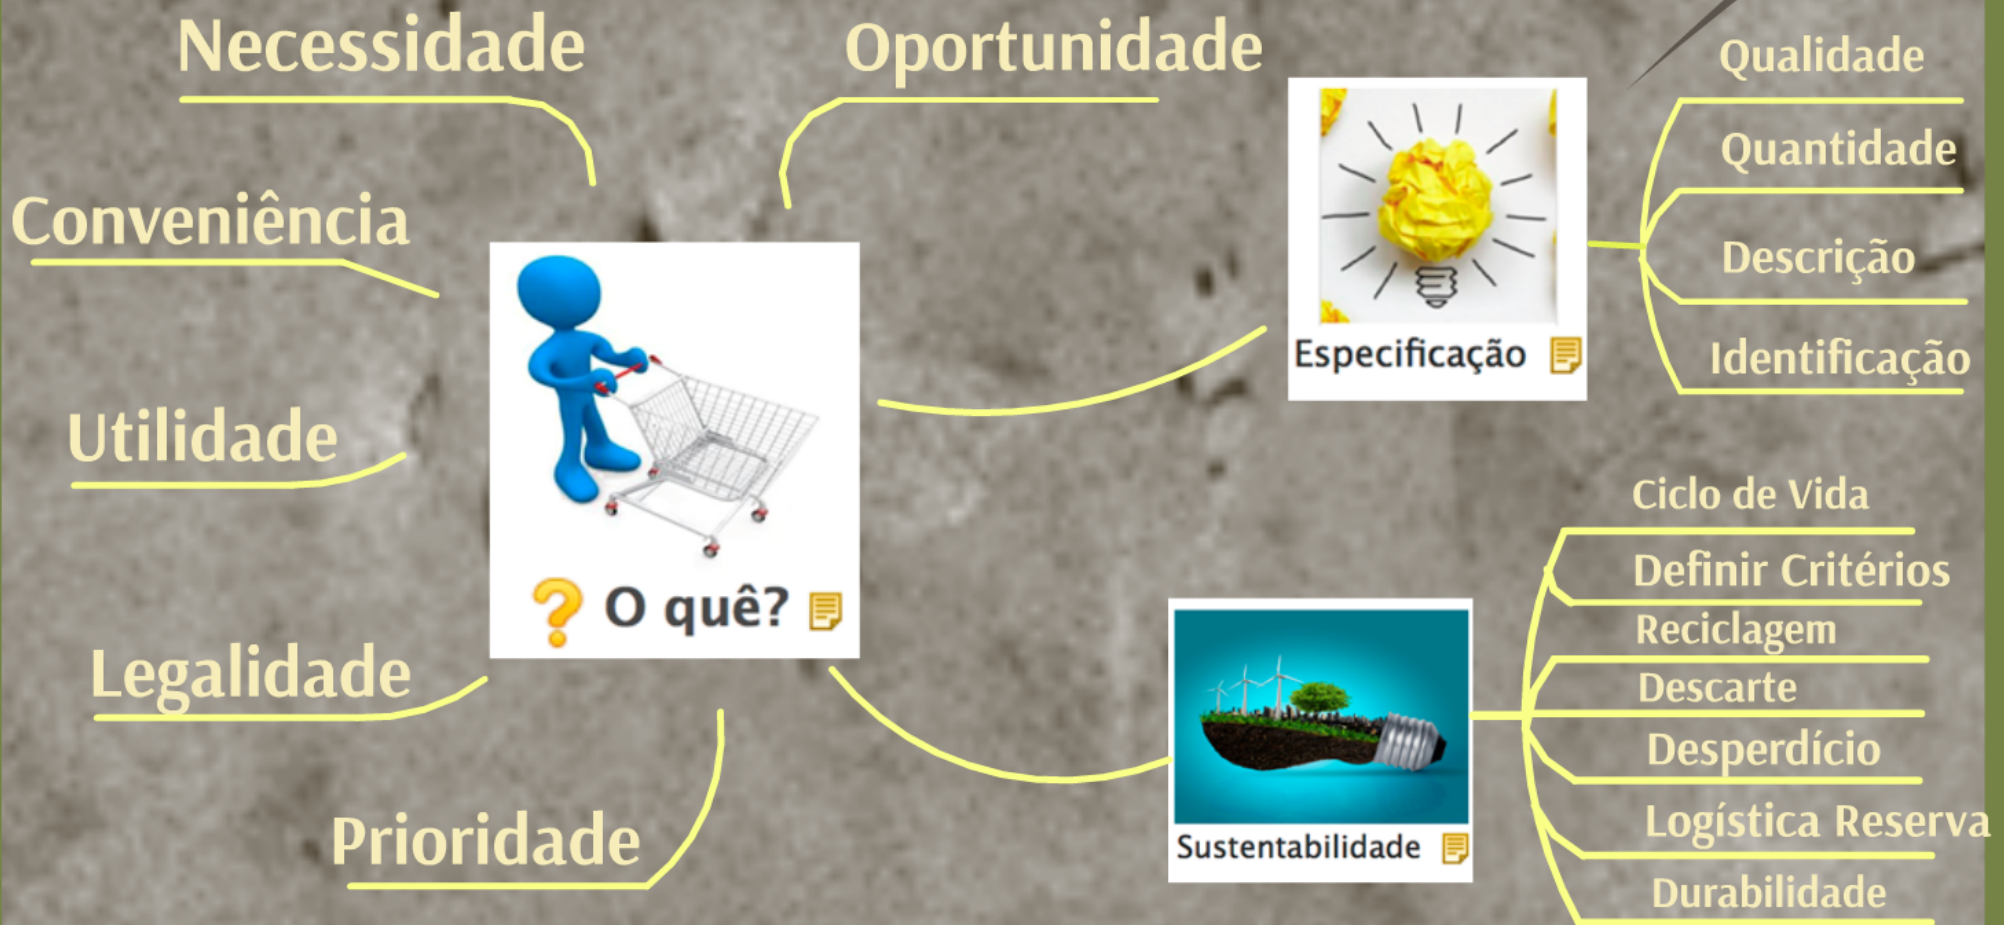 Necessidade
Oportunidade
Conveniência
Utilidade
Legalidade
Prioridade
O quê?
Especificação
Qualidade
Quantidade
Descrição
Identificação
Sustentabilidade
Ciclo de Vida
Definir Critérios
Reciclagem
Descarte
Desperdício
Logística Reserva
Durabilidade